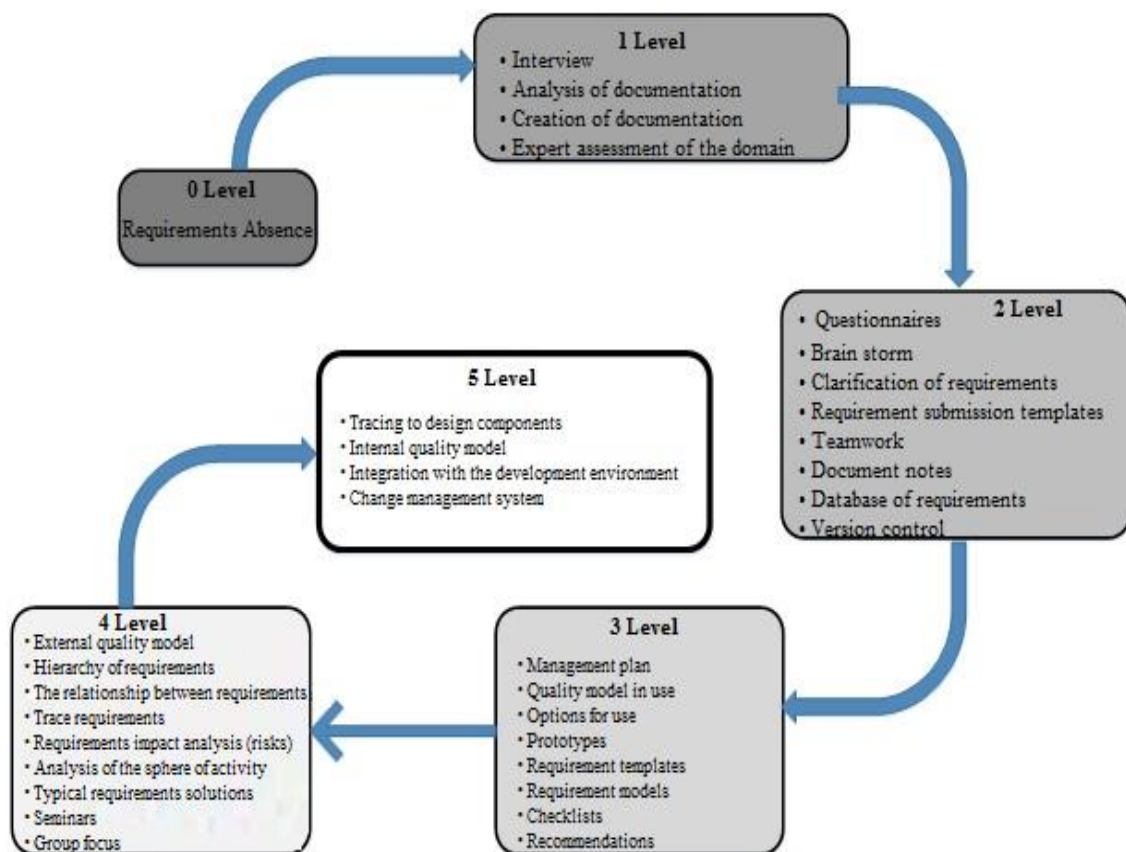 0 Level
Requirements Absence
1 Level
• Interview
• Analysis of documentation
• Creation of documentation
• Expert assessment of the domain
2 Level
• Questionnaires
• Brain storm
• Clarification of requirements
• Requirement submission templates
• Teamwork
• Document notes
• Database of requirements
• Version control
3 Level
• Management plan
• Quality model in use
• Options for use
• Prototypes
• Requirement templates
• Requirement models
• Checklists
• Recommendations
4 Level
• External quality model
• Hierarchy of requirements
• The relationship between requirements
• Trace requirements
• Requirements impact analysis (risks)
• Analysis of the sphere of activity
• Typical requirements solutions
• Seminars
• Group focus
5 Level
• Tracing to design components
• Internal quality model
• Integration with the development environment
• Change management system